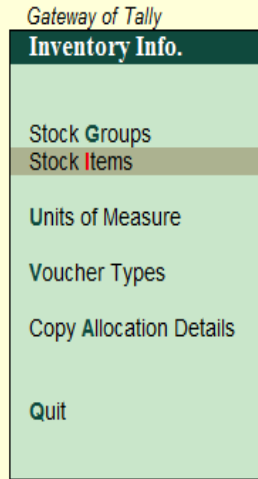 Gateway of Tally
Inventory Info.
Stock Groups
Stock Items
Units of Measure
Voucher Types
Copy Allocation Details
Quit